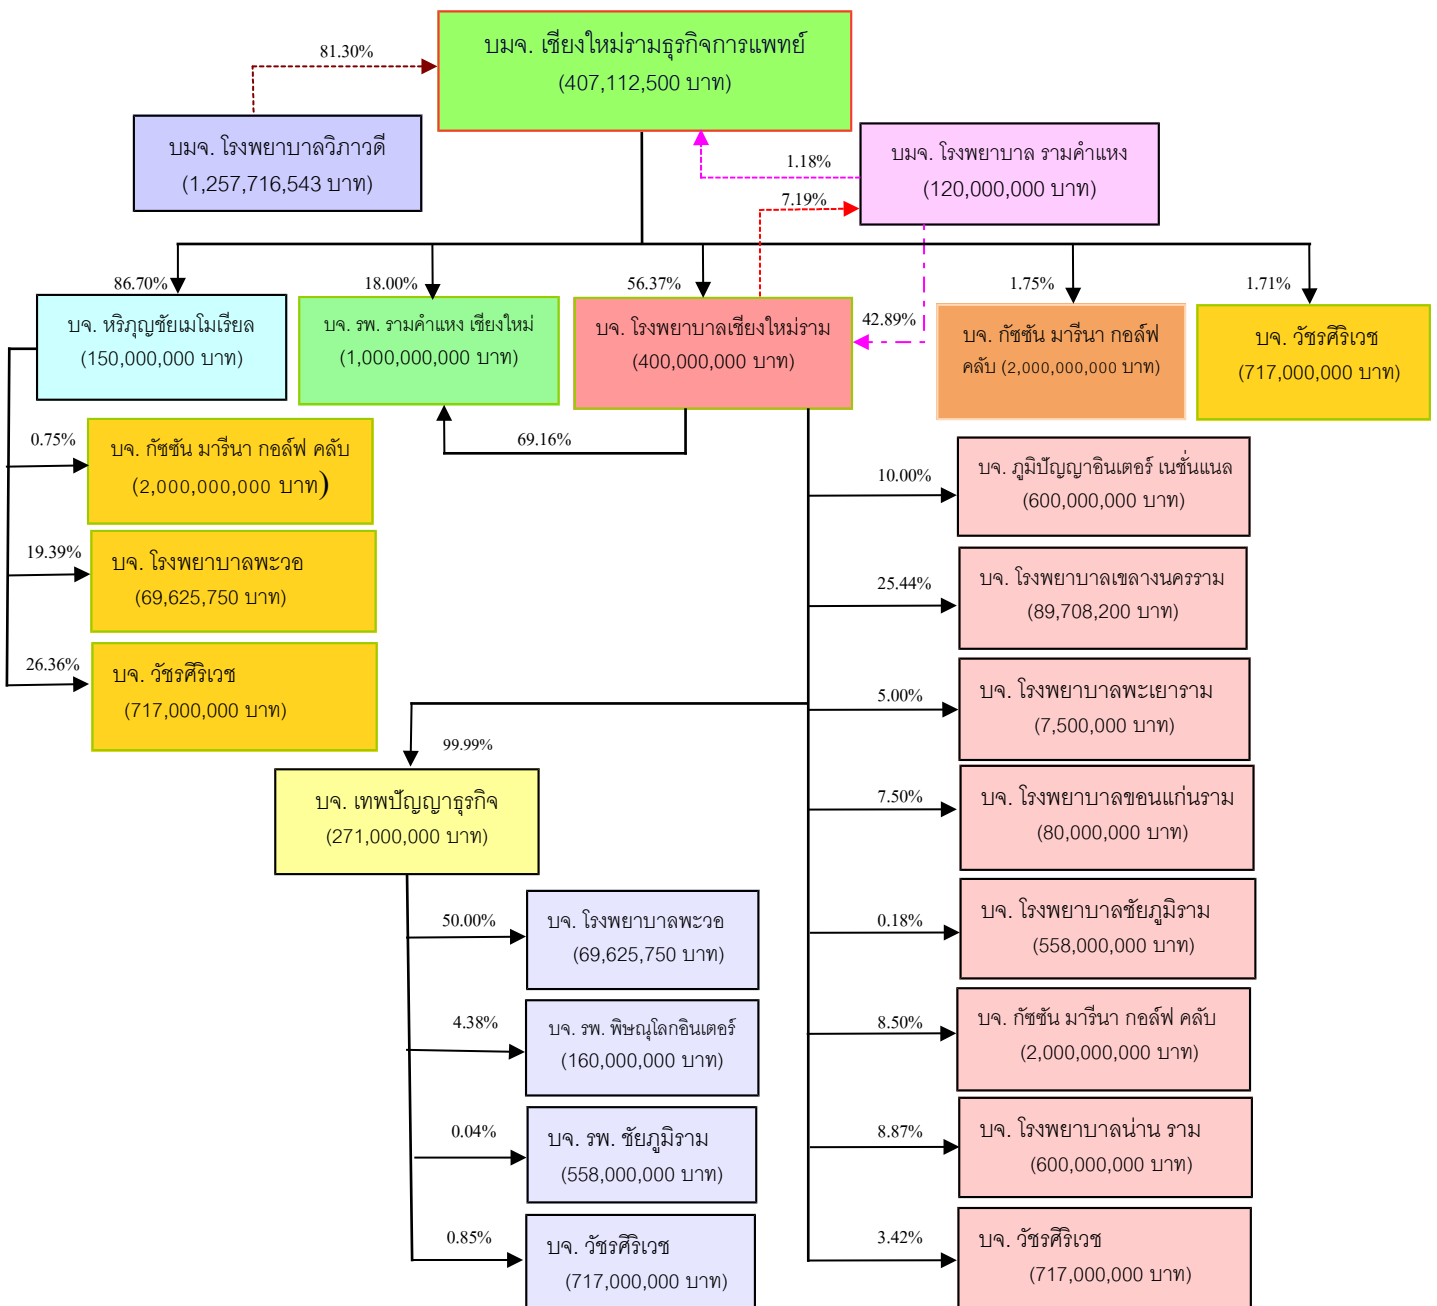 บมจ. เชียงใหม่รามธุรกิจการแพทย์
(407,112,500 บาท)
81.30%
บมจ. โรงพยาบาลวิภาวดี
(1,257,716,543 บาท)
บมจ. โรงพยาบาล รามคำแหง
(120,000,000 บาท)
1.18%
7.19%
86.70%
18.00%
56.37%
1.75%
1.71%
42.89%
บจ. หริภุญชัยเมโมเรียล
(150,000,000 บาท)
บจ. รพ. รามคำแหง เชียงใหม่
(1,000,000,000 บาท)
บจ. โรงพยาบาลเชียงใหม่ราม
(400,000,000 บาท)
บจ. กัซซัน มารีนา กอล์ฟ
คลับ (2,000,000,000 บาท)
บจ. วัชรศิริเวช
(717,000,000 บาท)
69.16%
0.75%
บจ. กัซซัน มารีนา กอล์ฟ คลับ
(2,000,000,000 บาท)
19.39%
บจ. โรงพยาบาลพะวอ
(69,625,750 บาท)
26.36%
บจ. วัชรศิริเวช
(717,000,000 บาท)
10.00%
บจ. ภูมิปัญญาอินเตอร์ เนชั่นแนล
(600,000,000 บาท)
25.44%
บจ. โรงพยาบาลเขลางนครราม
(89,708,200 บาท)
5.00%
บจ. โรงพยาบาลพะเยาราม
(7,500,000 บาท)
7.50%
บจ. โรงพยาบาลขอนแก่นราม
(80,000,000 บาท)
0.18%
บจ. โรงพยาบาลชัยภูมิราม
(558,000,000 บาท)
8.50%
บจ. กัซซัน มารีนา กอล์ฟ คลับ
(2,000,000,000 บาท)
8.87%
บจ. โรงพยาบาลน่าน ราม
(600,000,000 บาท)
3.42%
บจ. วัชรศิริเวช
(717,000,000 บาท)
99.99%
บจ. เทพปัญญาธุรกิจ
(271,000,000 บาท)
50.00%
บจ. โรงพยาบาลพะวอ
(69,625,750 บาท)
4.38%
บจ. รพ. พิษณุโลกอินเตอร์
(160,000,000 บาท)
0.04%
บจ. รพ. ชัยภูมิราม
(558,000,000 บาท)
0.85%
บจ. วัชรศิริเวช
(717,000,000 บาท)